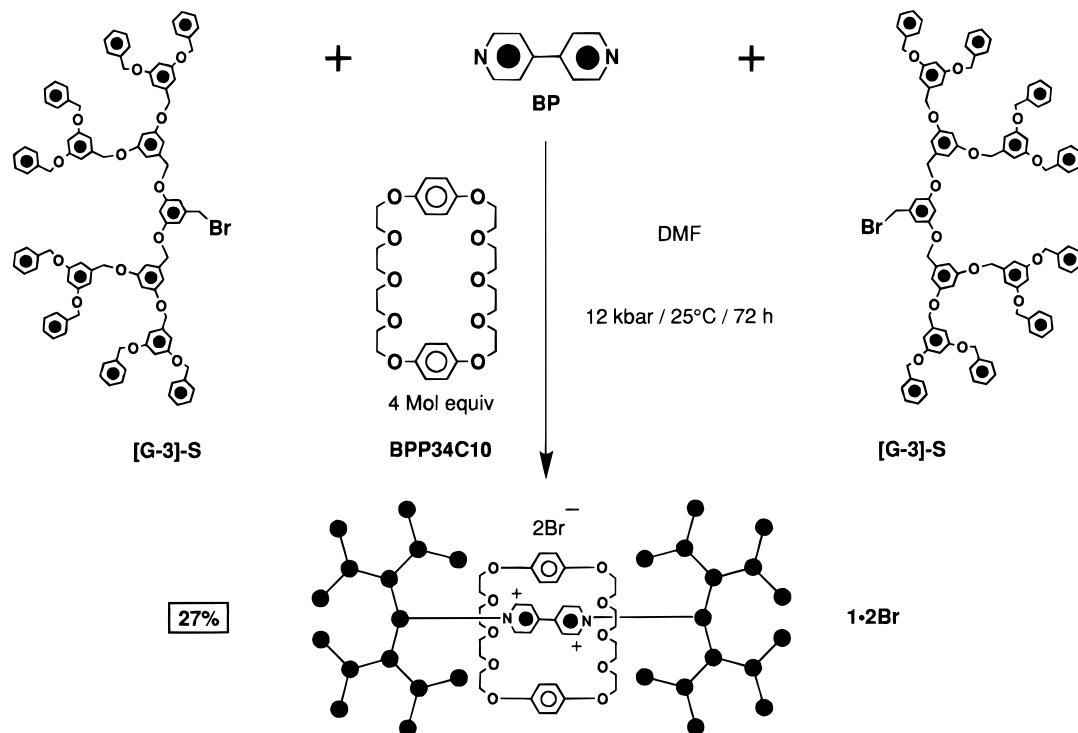 + +
N N
BP
Br Br
DMF
12 kbar / 25°C / 72 h
4 Mol equiv
[G-3]-S BPP34C10 [G-3]-S
2Br−
27% N+ N+ 1•2Br